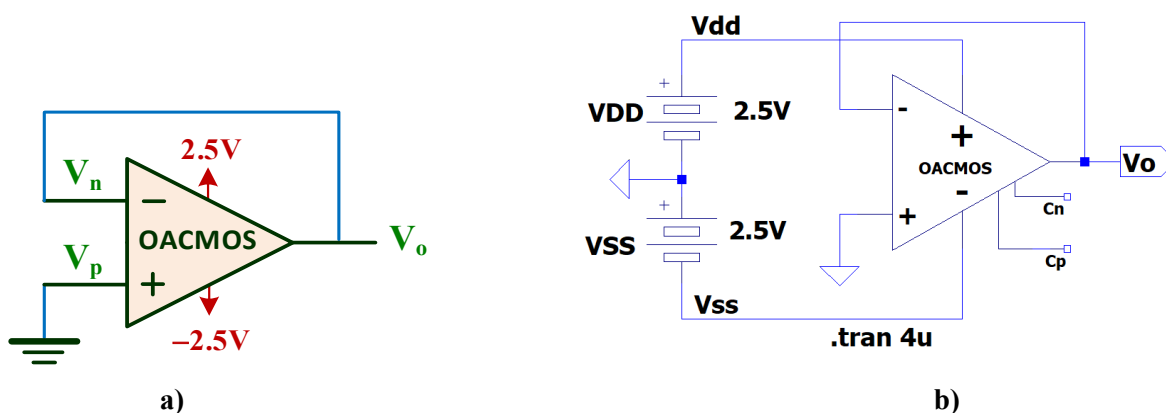 2.5V
Vn
OACMOS
Vo
Vp
−2.5V
a)
Vdd
+
VDD
2.5V
-
+
OACMOS
-
Vo
+
Cn
+
VSS
2.5V
Cp
Vss
.tran 4u
b)